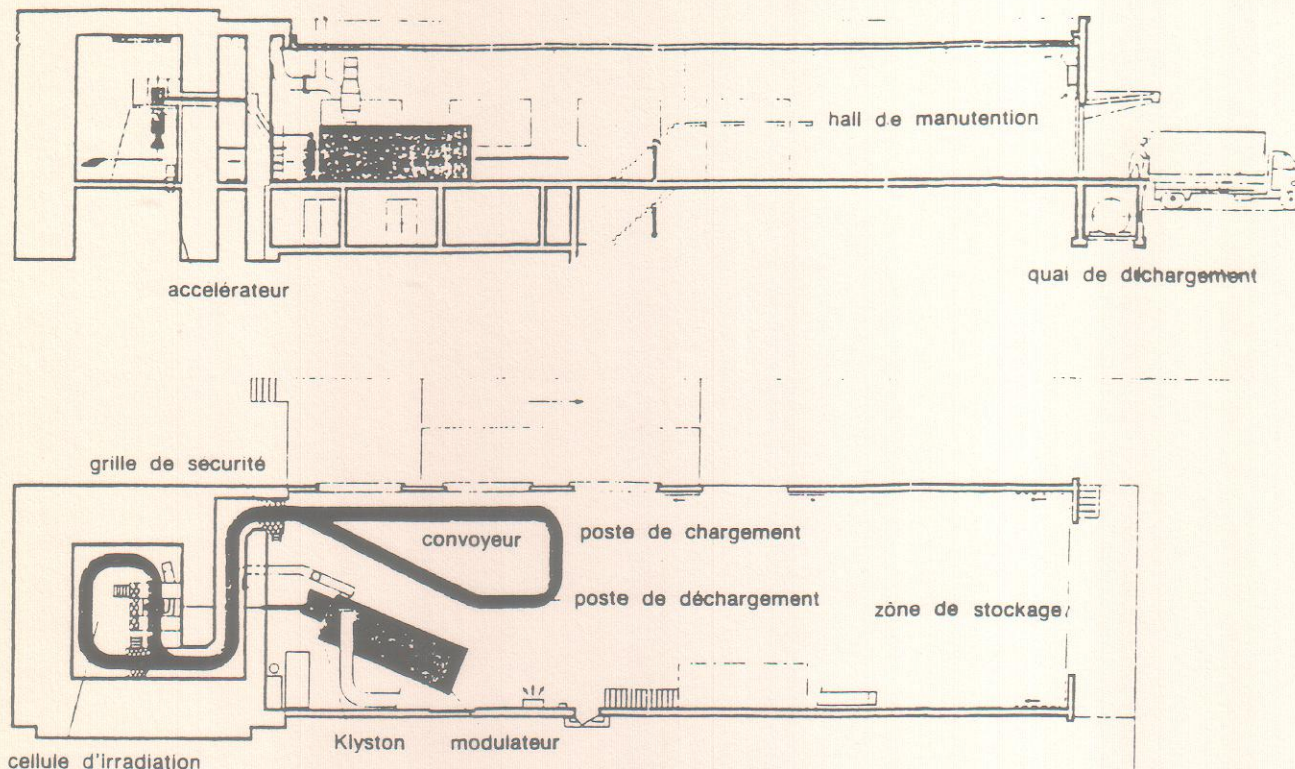 hall de manutention
accelérateur
quai de déchargement
grille de sécurité
convoyeur
poste de chargement
poste de déchargement
zône de stockage
Klyston
modulateur
cellule d'irradiation